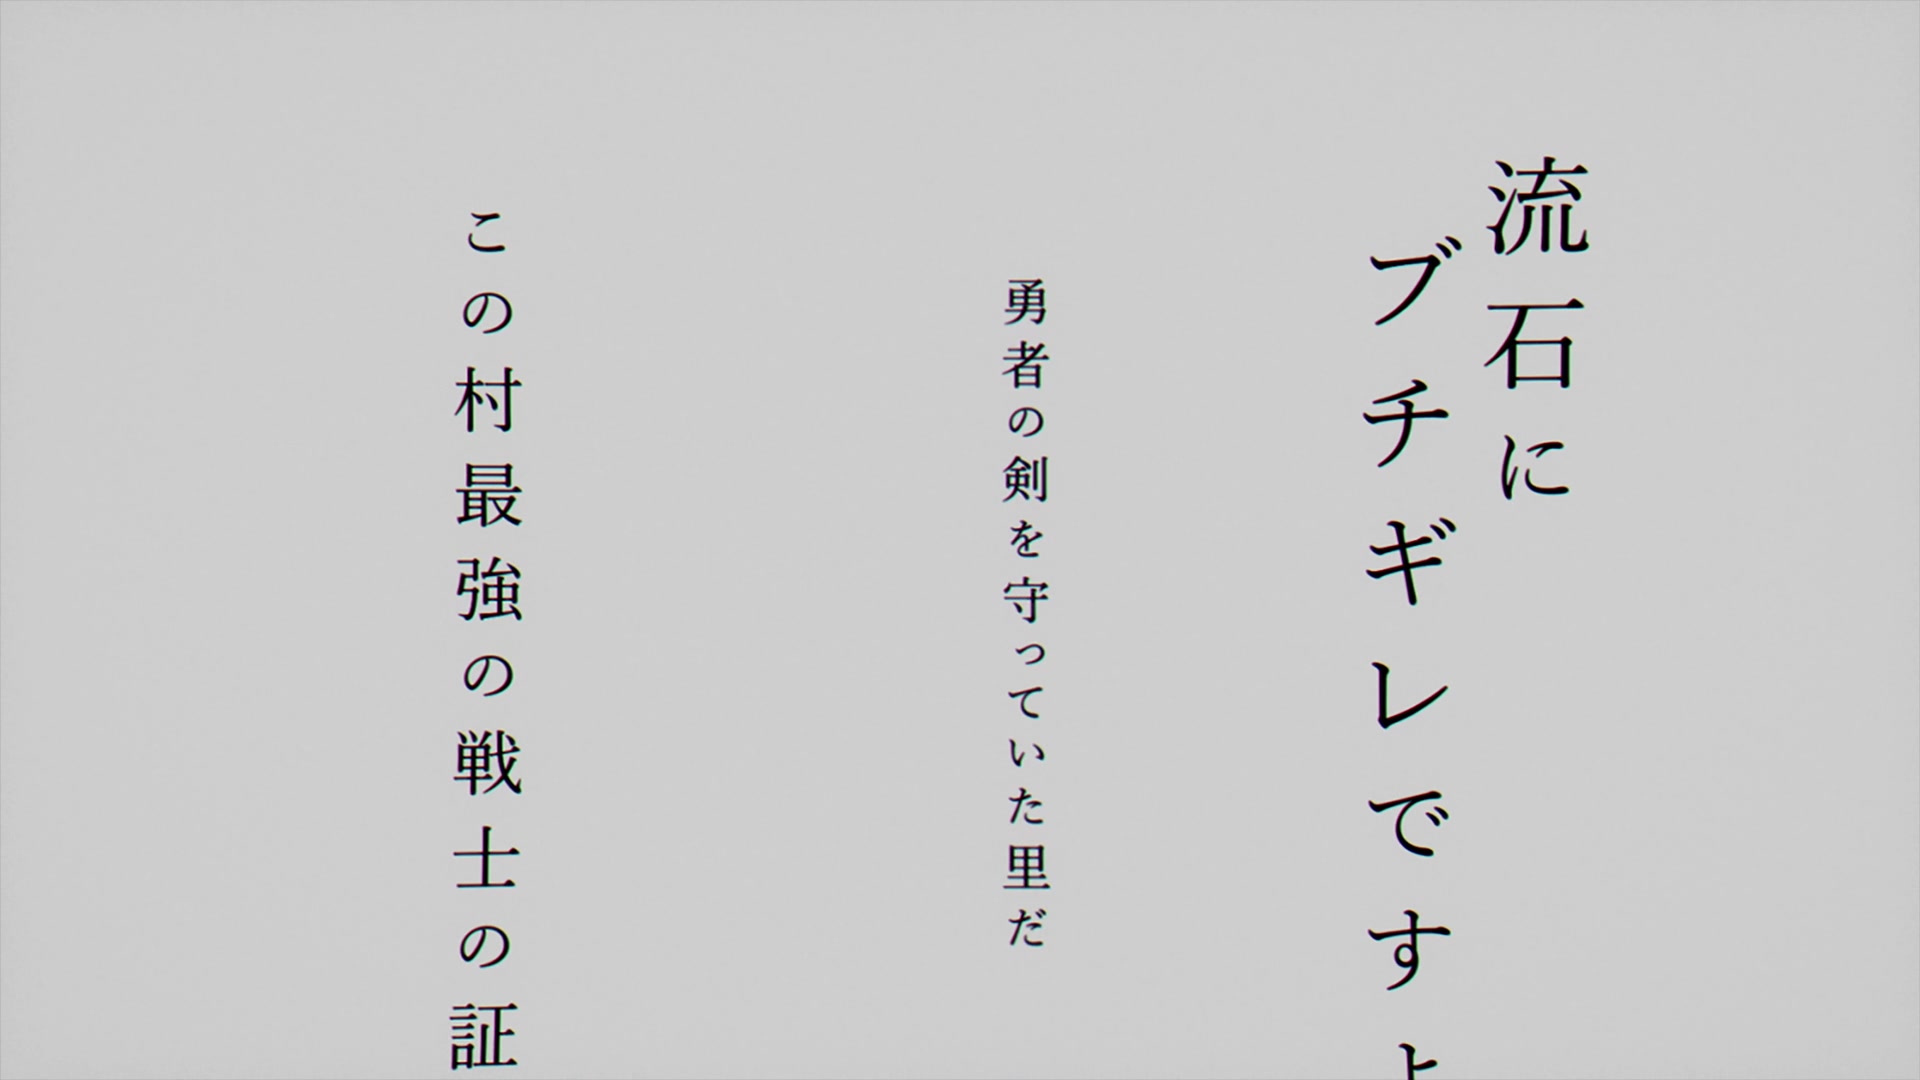 流石に
ブチギレですよ
勇者の剣を守っていた里だ
この村最強の戦士の証